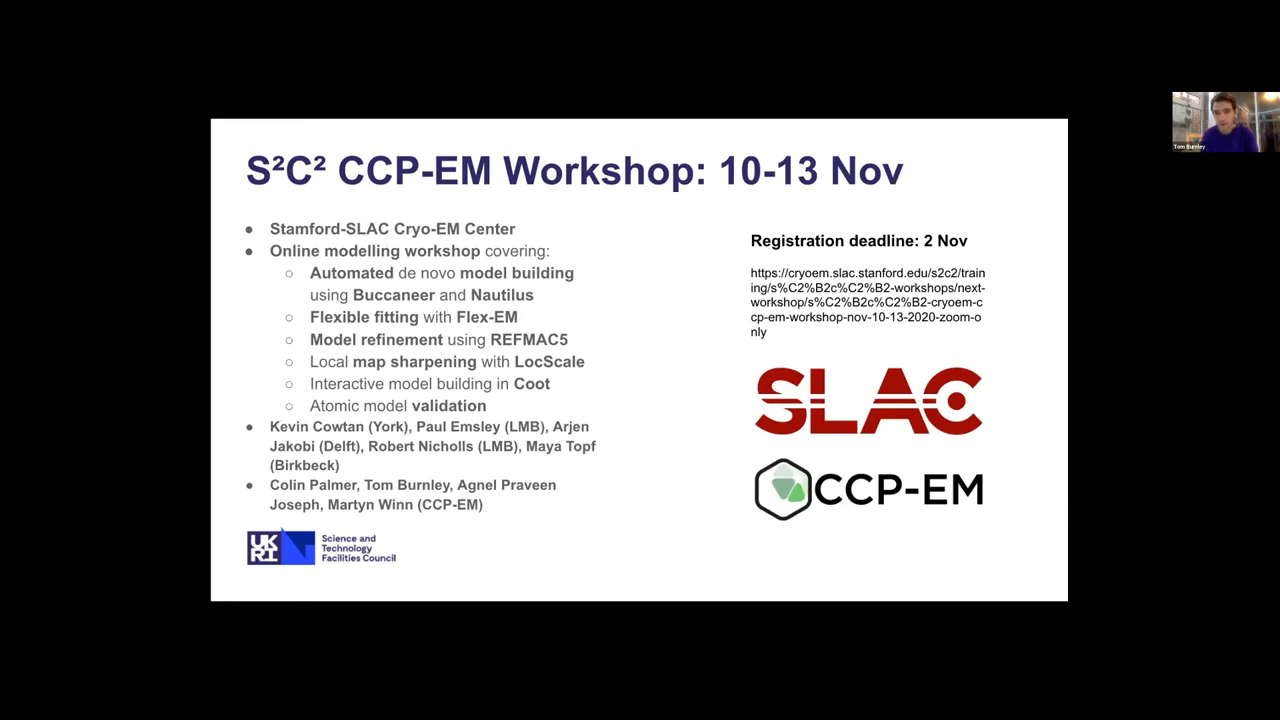 S²C² CCP-EM Workshop: 10-13 Nov
● Stamford-SLAC Cryo-EM Center
● Online modelling workshop covering:
○ Automated de novo model building
using Buccaneer and Nautilus
○ Flexible fitting with Flex-EM
○ Model refinement using REFMAC5
○ Local map sharpening with LocScale
○ Interactive model building in Coot
○ Atomic model validation
● Kevin Cowtan (York), Paul Emsley (LMB), Arjen
Jakobi (Delft), Robert Nicholls (LMB), Maya Topf
(Birkbeck)
● Colin Palmer, Tom Burnley, Agnel Praveen
Joseph, Martyn Winn (CCP-EM)
UK
RI
Science and
Technology
Facilities Council
Registration deadline: 2 Nov
https://cryoem.slac.stanford.edu/s2c2/train
ing/s%C2%B2c%C2%B2-workshops/next-
workshop/s%C2%B2c%C2%B2-cryoem-c
cp-em-workshop-nov-10-13-2020-zoom-o
nly
SLAC
CCP-EM
Tom Burnley